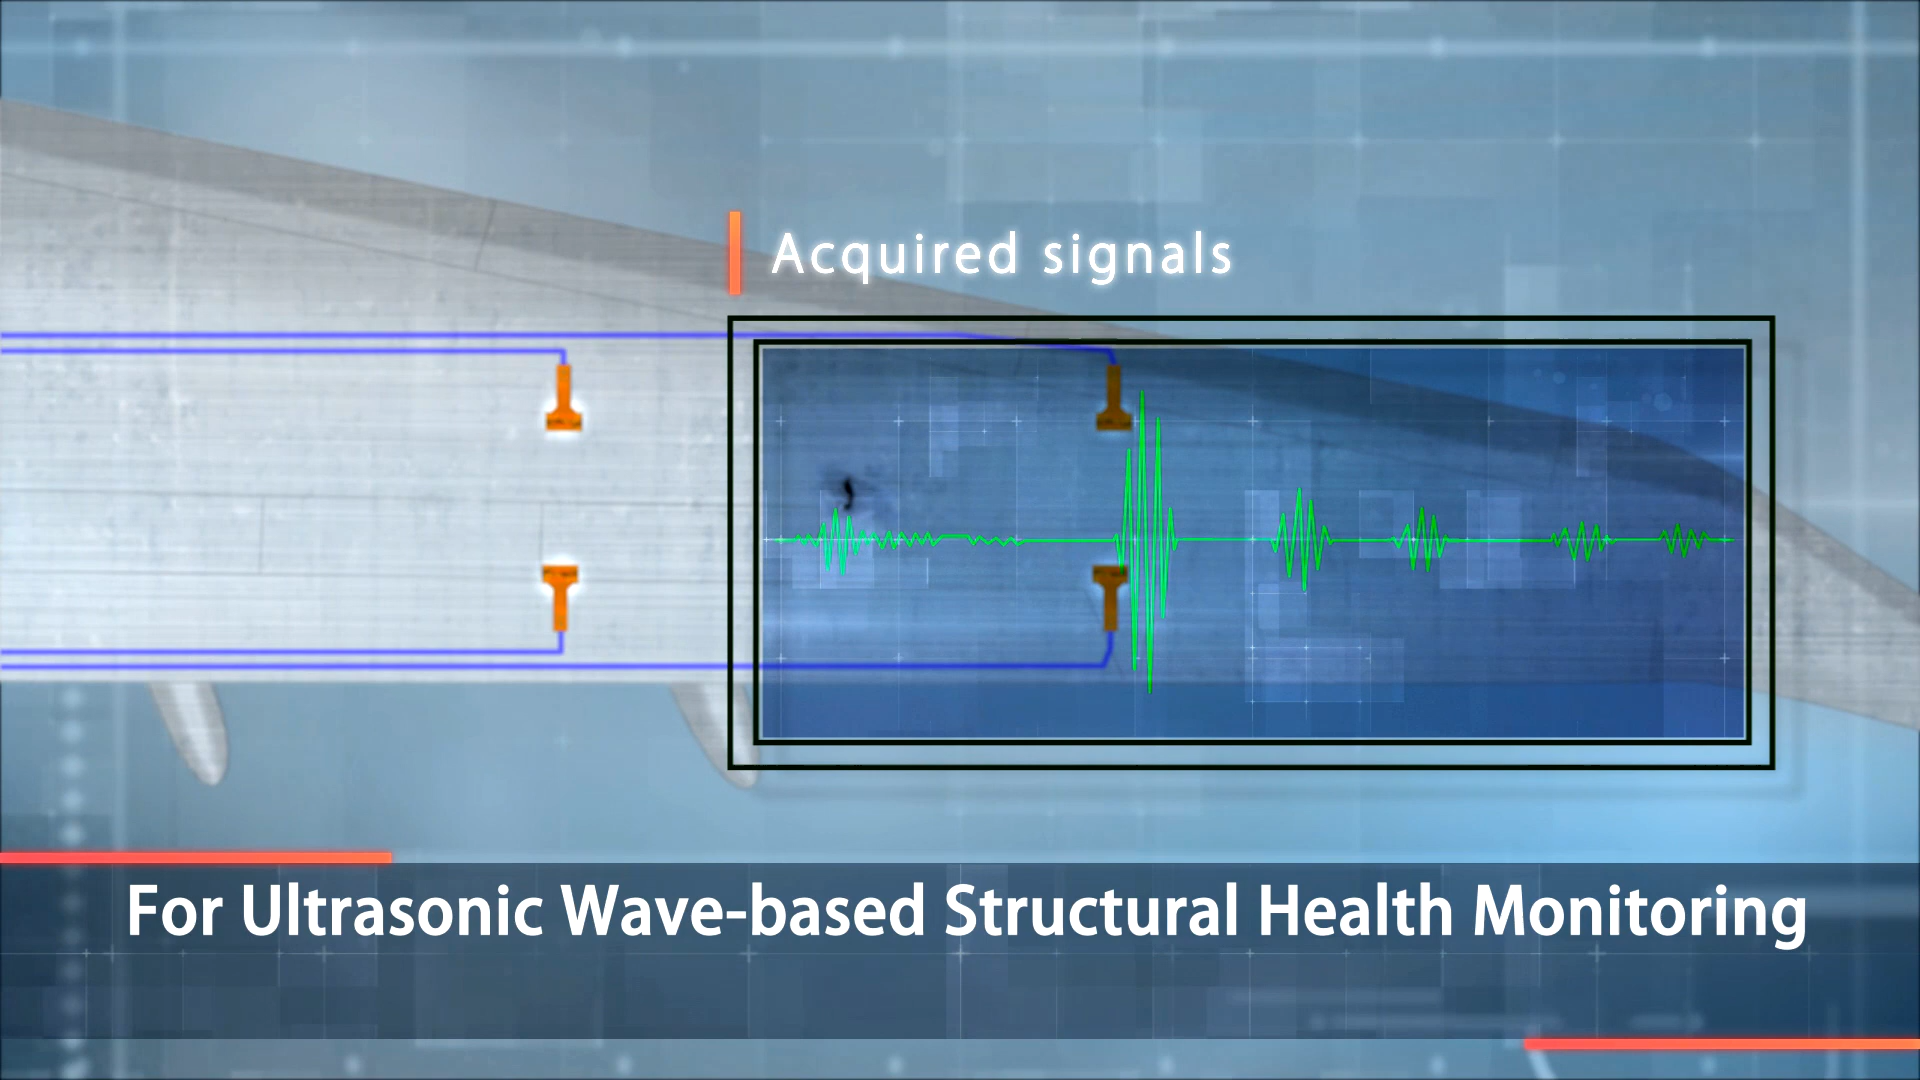 Acquired signals
For Ultrasonic Wave-based Structural Health Monitoring